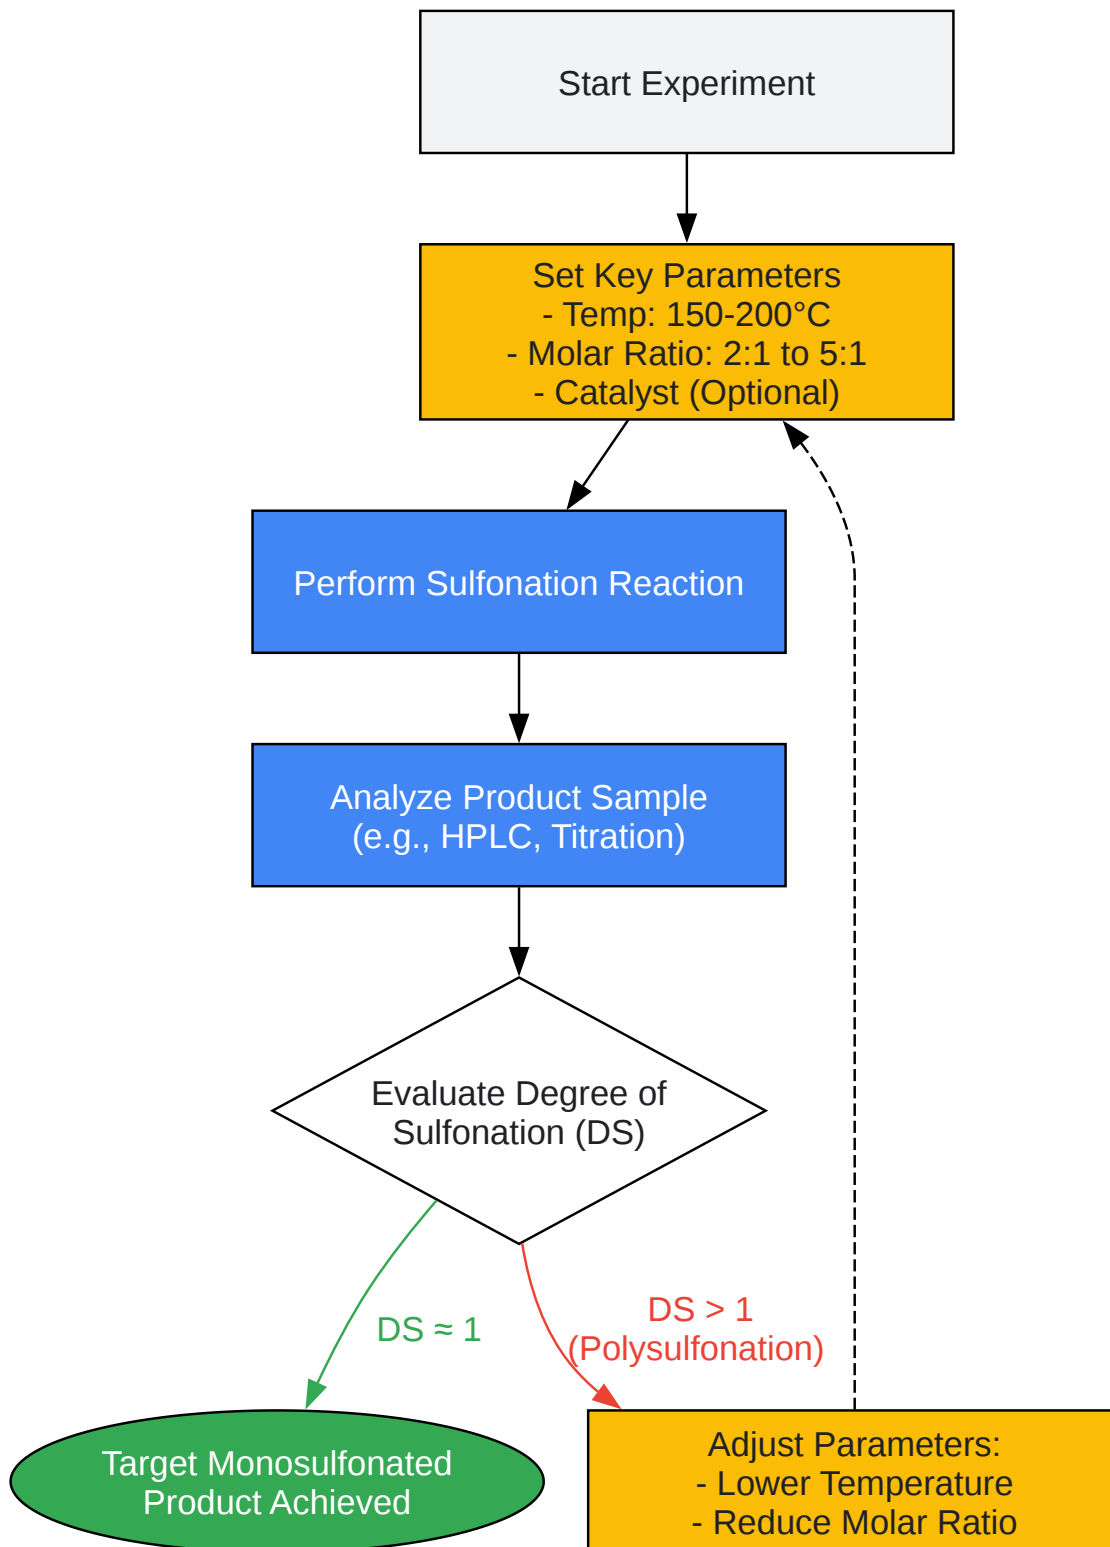 Start Experiment
Set Key Parameters
- Temp: 150-200°C
- Molar Ratio: 2:1 to 5:1
- Catalyst (Optional)
Perform Sulfonation Reaction
Analyze Product Sample
(e.g., HPLC, Titration)
Evaluate Degree of
Sulfonation (DS)
DS ≈ 1
DS > 1
(Polysulfonation)
Target Monosulfonated
Product Achieved
Adjust Parameters:
- Lower Temperature
- Reduce Molar Ratio